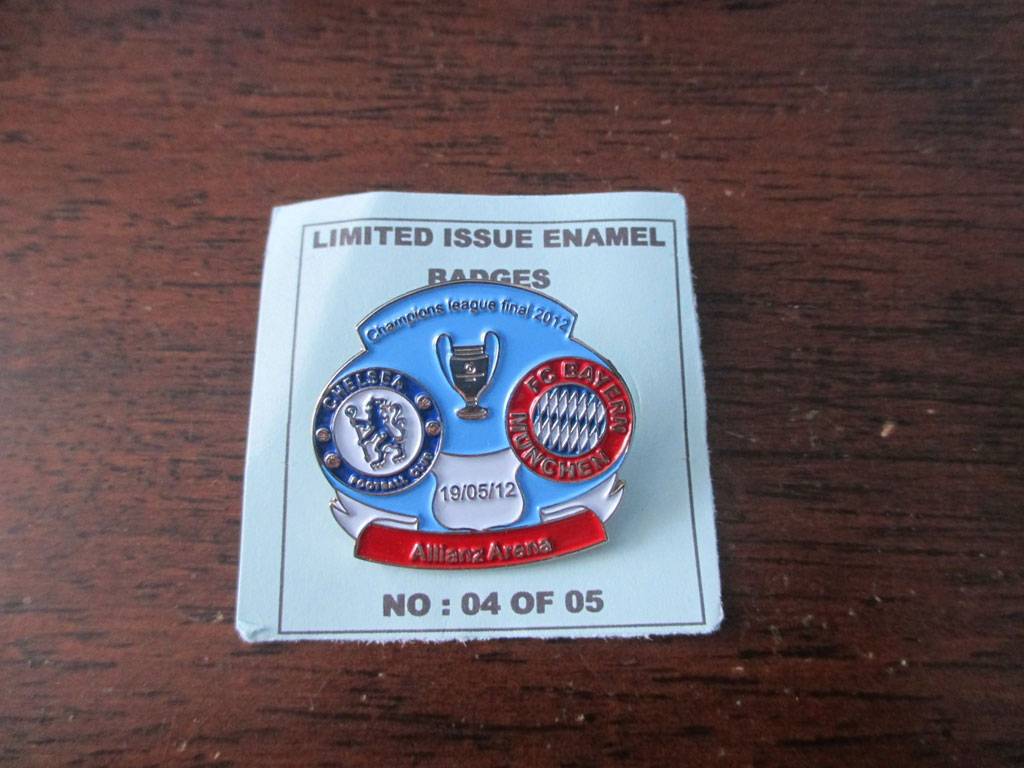 LIMITED ISSUE ENAMEL
BADGES
Champions league final 2012
CHELSEA
FOOTBALL CLUB
FC BAYERN
MÜNCHEN
19/05/12
Allianz Arena
NO : 04 OF 05